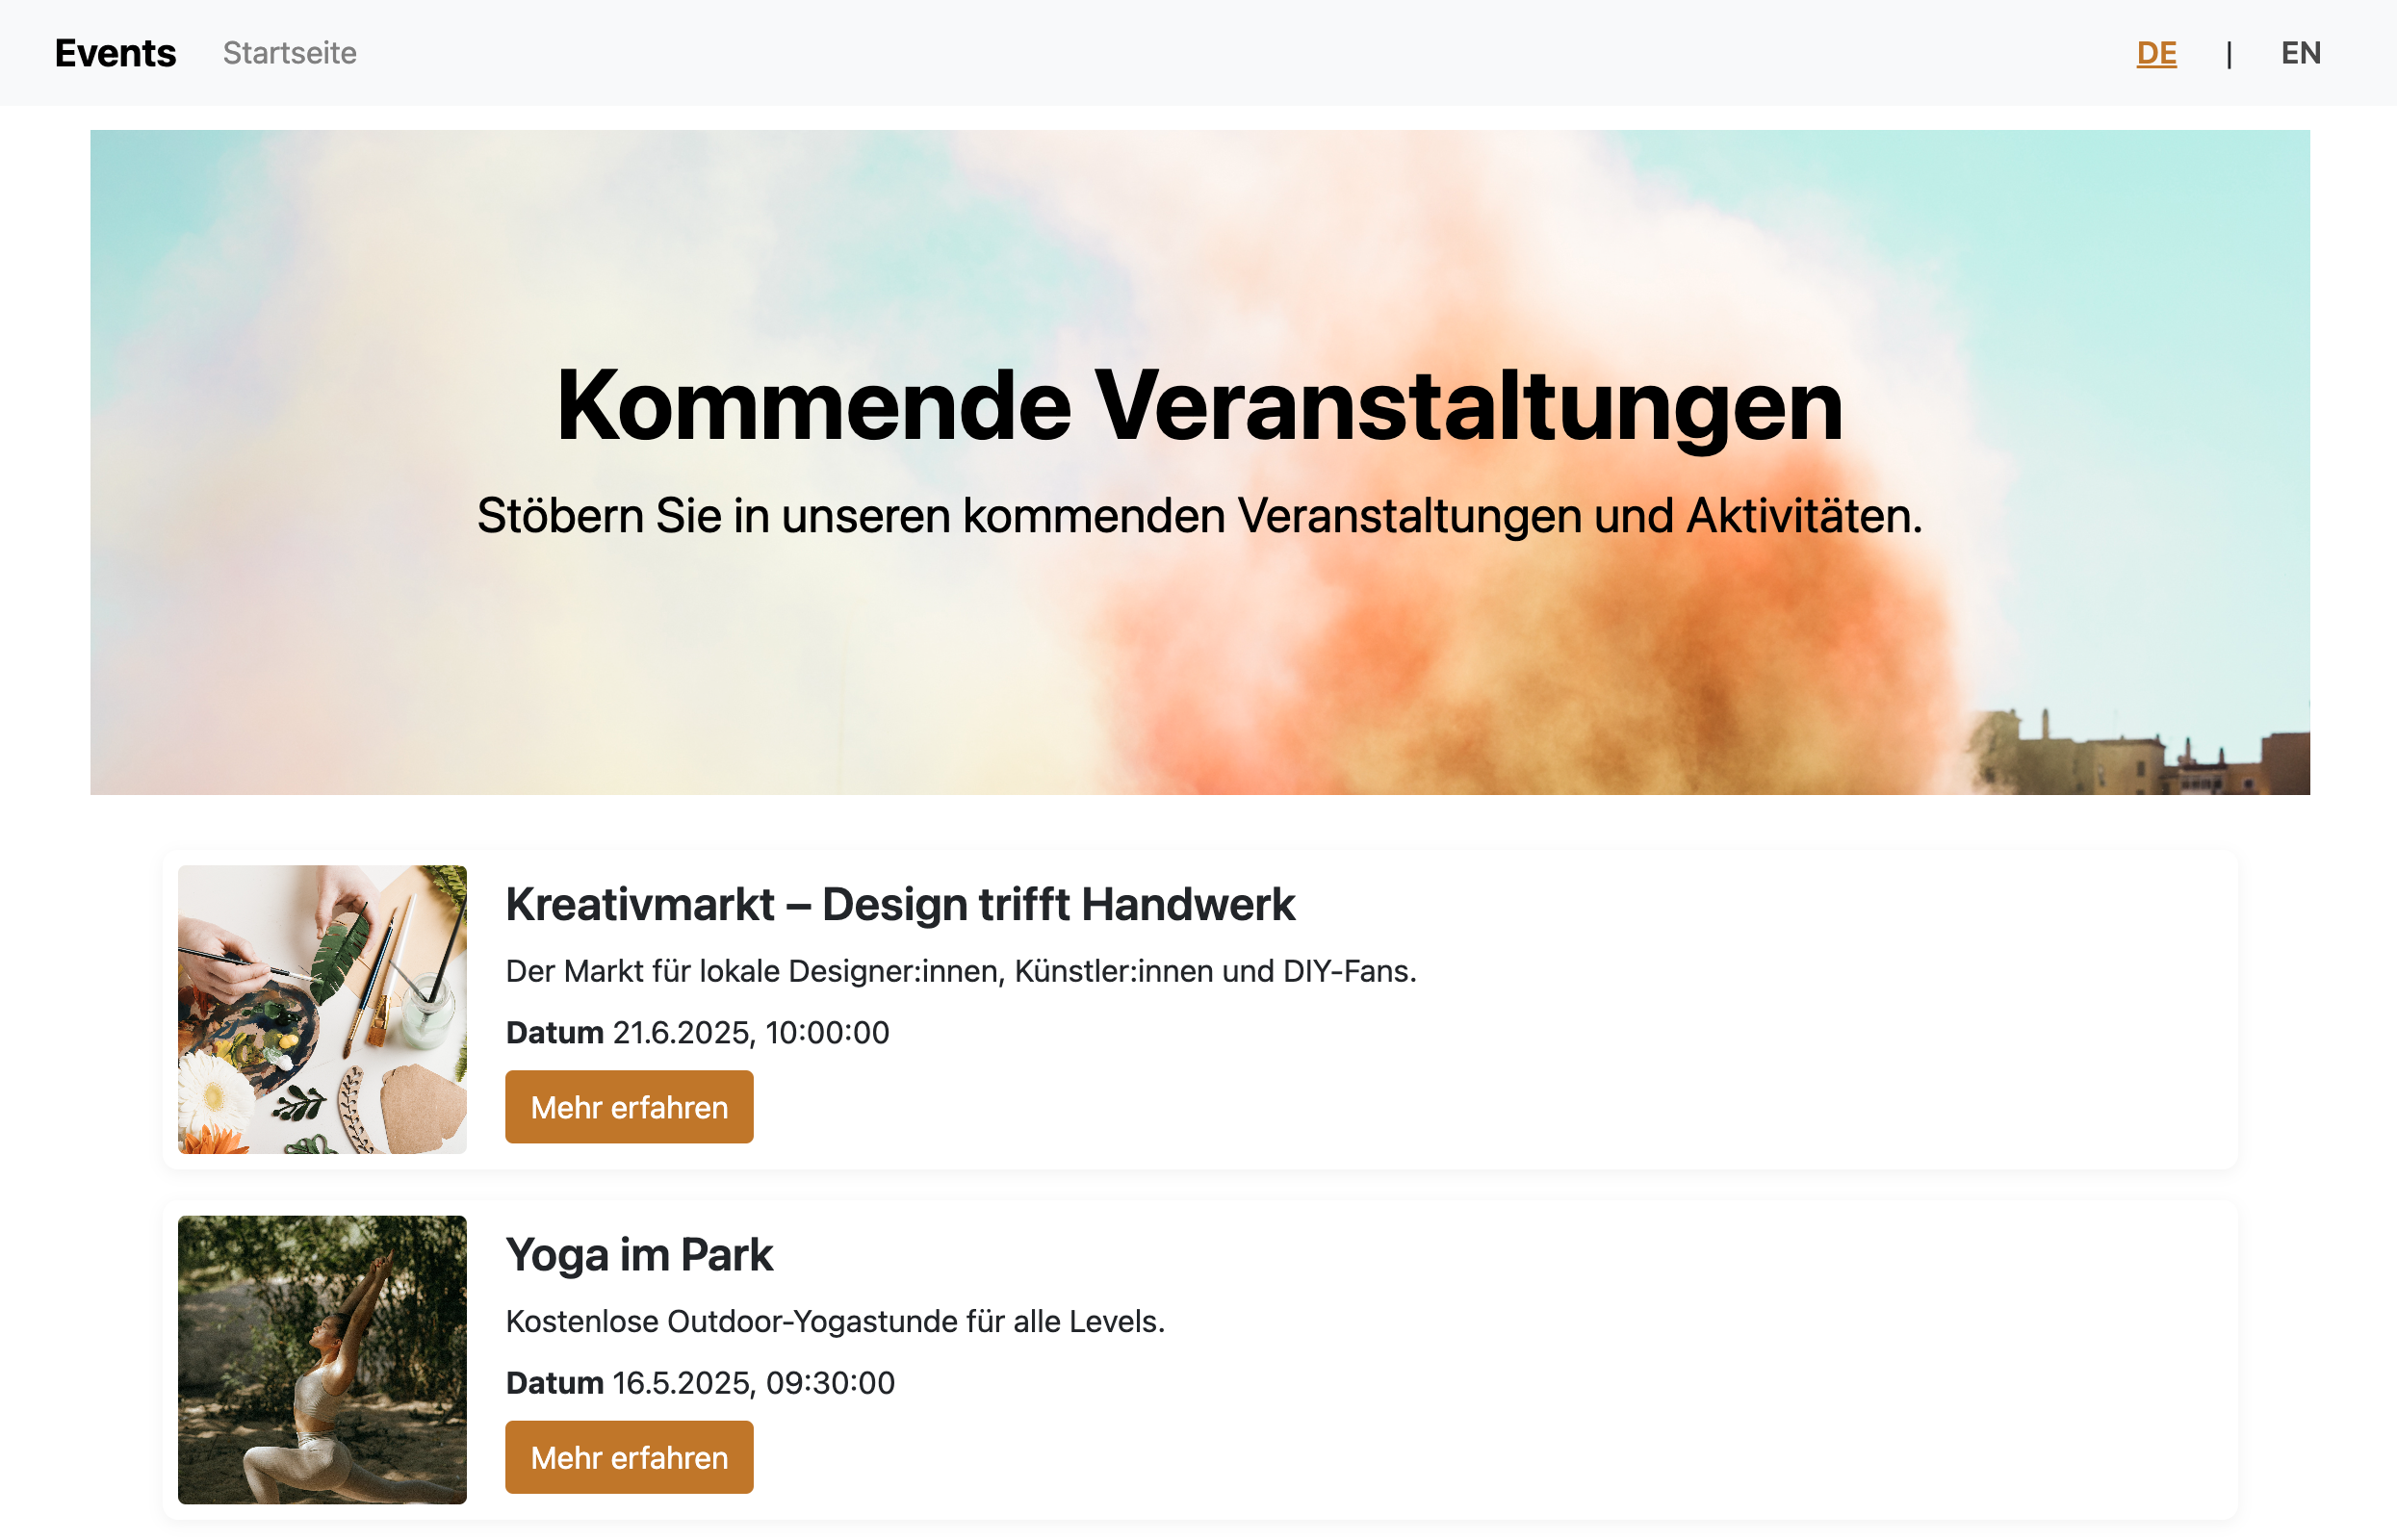 Events Startseite DE | EN
Kommende Veranstaltungen
Stöbern Sie in unseren kommenden Veranstaltungen und Aktivitäten.
Kreativmarkt – Design trifft Handwerk
Der Markt für lokale Designer:innen, Künstler:innen und DIY-Fans.
Datum 21.6.2025, 10:00:00
Mehr erfahren
Yoga im Park
Kostenlose Outdoor-Yogastunde für alle Levels.
Datum 16.5.2025, 09:30:00
Mehr erfahren